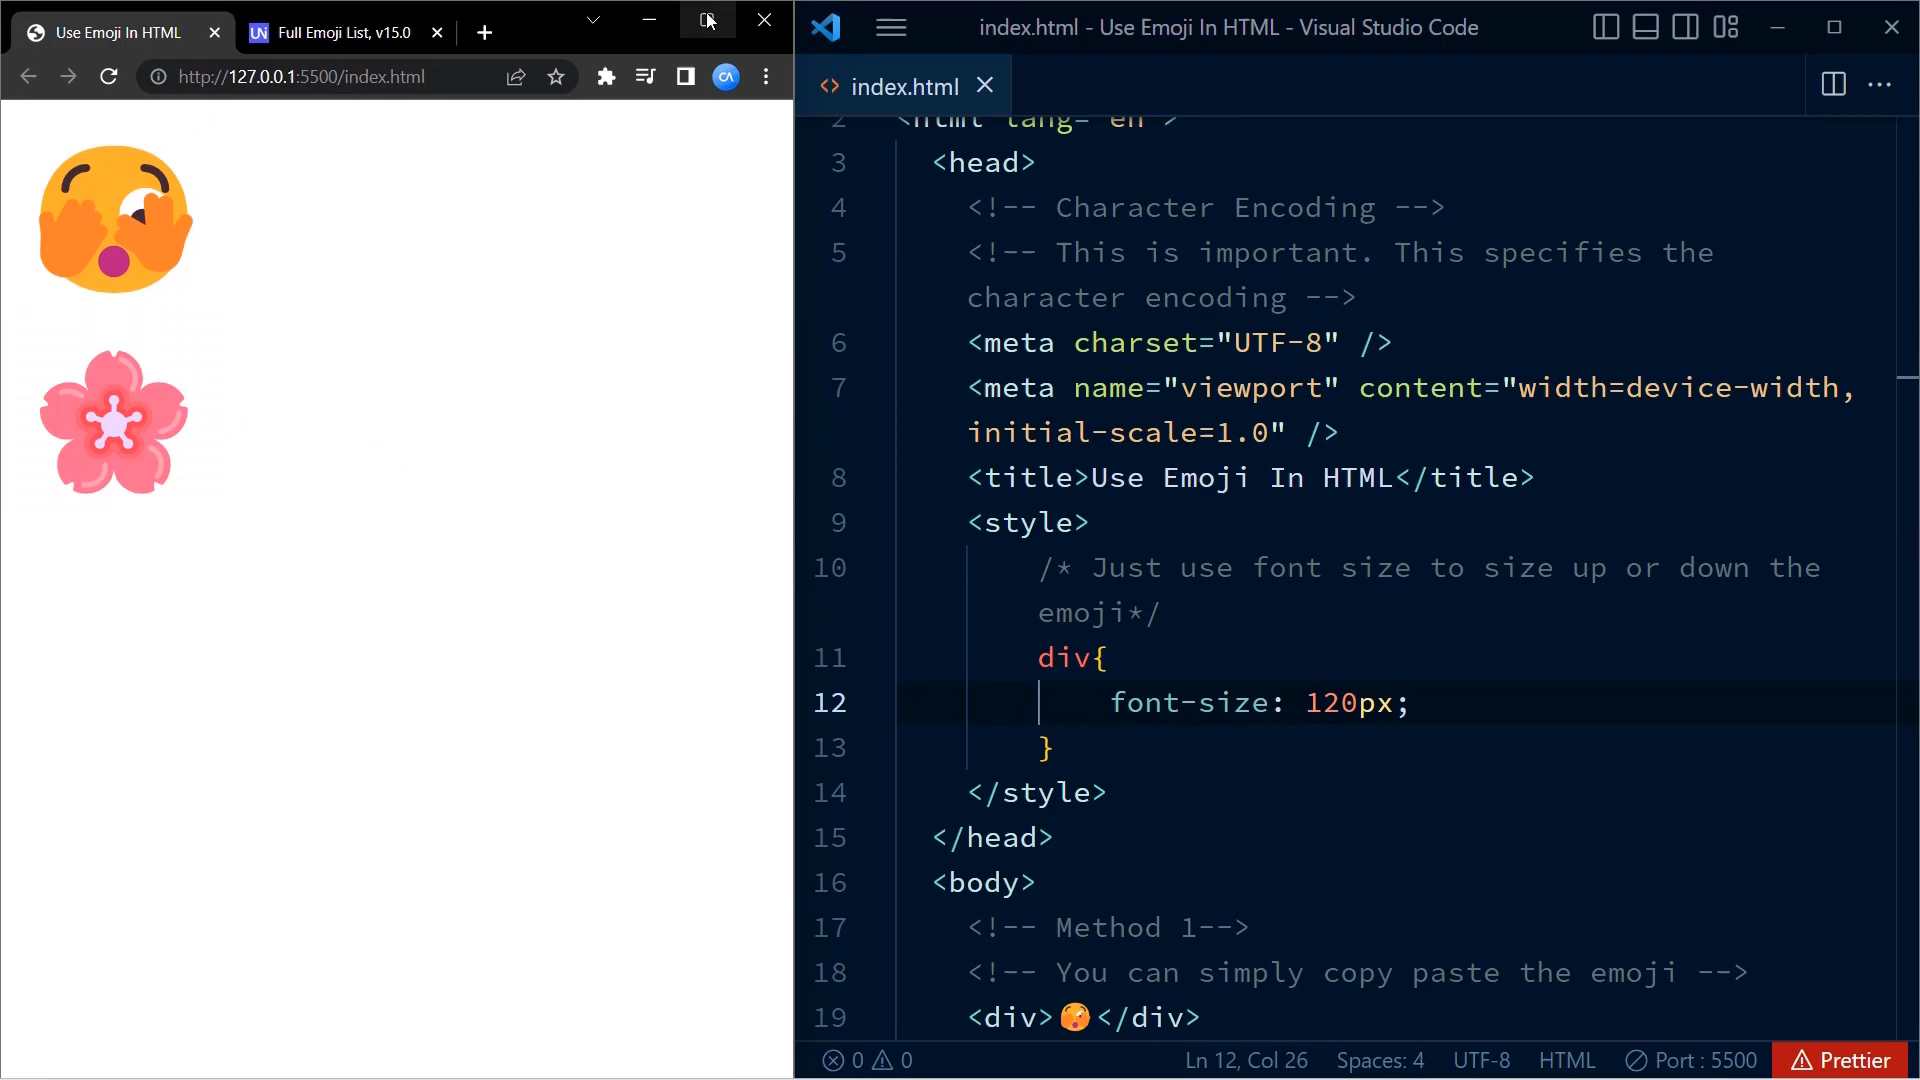 Use Emoji In HTML
Full Emoji List, v15.0
http://127.0.0.1:5500/index.html
CA
index.html - Use Emoji In HTML - Visual Studio Code
<> index.html
2 <html lang="en">
3 <head>
4 <!-- Character Encoding -->
5 <!-- This is important. This specifies the
character encoding -->
6 <meta charset="UTF-8" />
7 <meta name="viewport" content="width=device-width,
initial-scale=1.0" />
8 <title>Use Emoji In HTML</title>
9 <style>
10 /* Just use font size to size up or down the
emoji*/
11 div{
12 font-size: 120px;
13 }
14 </style>
15 </head>
16 <body>
17 <!-- Method 1-->
18 <!-- You can simply copy paste the emoji -->
19 <div>🫣</div>
0 0 Ln 12, Col 26 Spaces: 4 UTF-8 HTML Port : 5500 Prettier